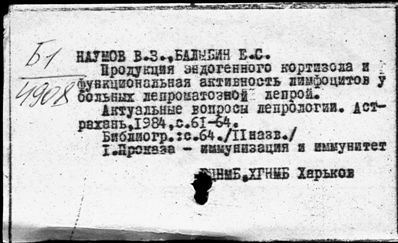 Б1
4908
НАУМОВ В.З.,БАЛЫБИН Е.С.
Продукция эндогенного кортизола и
функциональная активность лимфоцитов у
больных лепроматозной лепрой.
Актуальные вопросы лепрологии. Аст-
рахань,1984,с.61-64.
Библиогр.:с.64./11назв./
1.Проказа - иммунизация и иммунитет
ХГНМБ Харьков